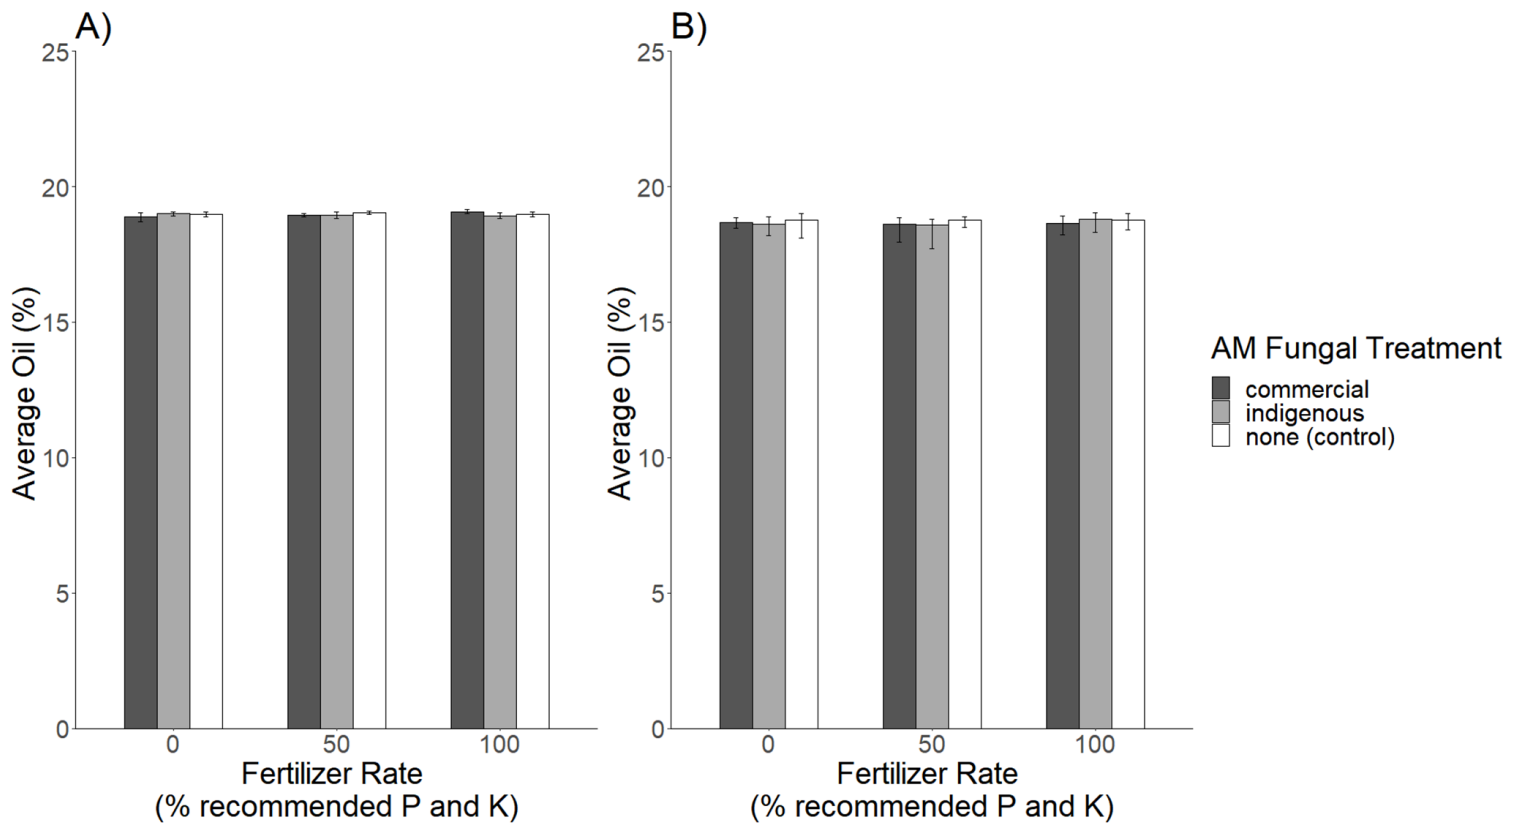 A)
25
20
15
10
5
0
Average Oil (%)
0 50 100
Fertilizer Rate
(% recommended P and K)
B)
25
20
15
10
5
0
Average Oil (%)
0 50 100
Fertilizer Rate
(% recommended P and K)
AM Fungal Treatment
commercial
indigenous
none (control)